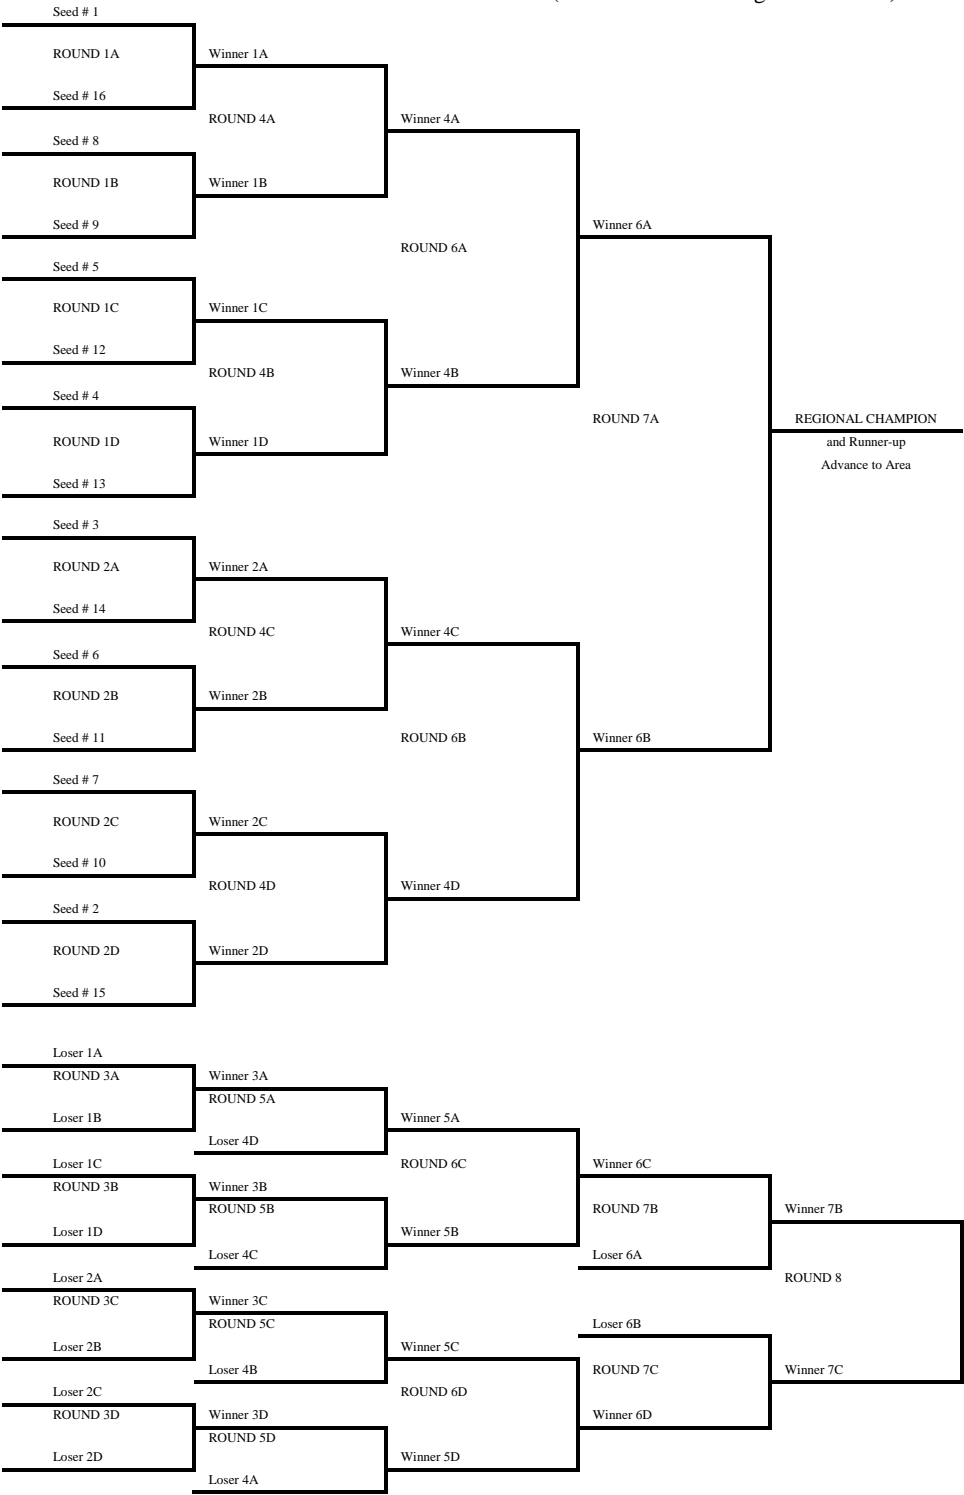 Seed # 1
ROUND 1A
Winner 1A
Seed # 16
ROUND 4A
Winner 4A
Seed # 8
ROUND 1B
Winner 1B
Seed # 9
Winner 6A
ROUND 6A
Seed # 5
ROUND 1C
Winner 1C
Seed # 12
ROUND 4B
Winner 4B
Seed # 4
ROUND 7A
REGIONAL CHAMPION
ROUND 1D
Winner 1D
and Runner-up
Advance to Area
Seed # 13
Seed # 3
ROUND 2A
Winner 2A
Seed # 14
ROUND 4C
Winner 4C
Seed # 6
ROUND 2B
Winner 2B
Seed # 11
ROUND 6B
Winner 6B
Seed # 7
ROUND 2C
Winner 2C
Seed # 10
ROUND 4D
Winner 4D
Seed # 2
ROUND 2D
Winner 2D
Seed # 15
Loser 1A
ROUND 3A
Winner 3A
ROUND 5A
Loser 1B
Winner 5A
Loser 4D
Loser 1C
ROUND 6C
Winner 6C
ROUND 3B
Winner 3B
ROUND 5B
ROUND 7B
Winner 7B
Loser 1D
Winner 5B
Loser 4C
Loser 6A
Loser 2A
ROUND 8
ROUND 3C
Winner 3C
ROUND 5C
Loser 6B
Loser 2B
Winner 5C
Loser 4B
ROUND 7C
Winner 7C
Loser 2C
ROUND 6D
ROUND 3D
Winner 3D
Winner 6D
ROUND 5D
Loser 2D
Winner 5D
Loser 4A